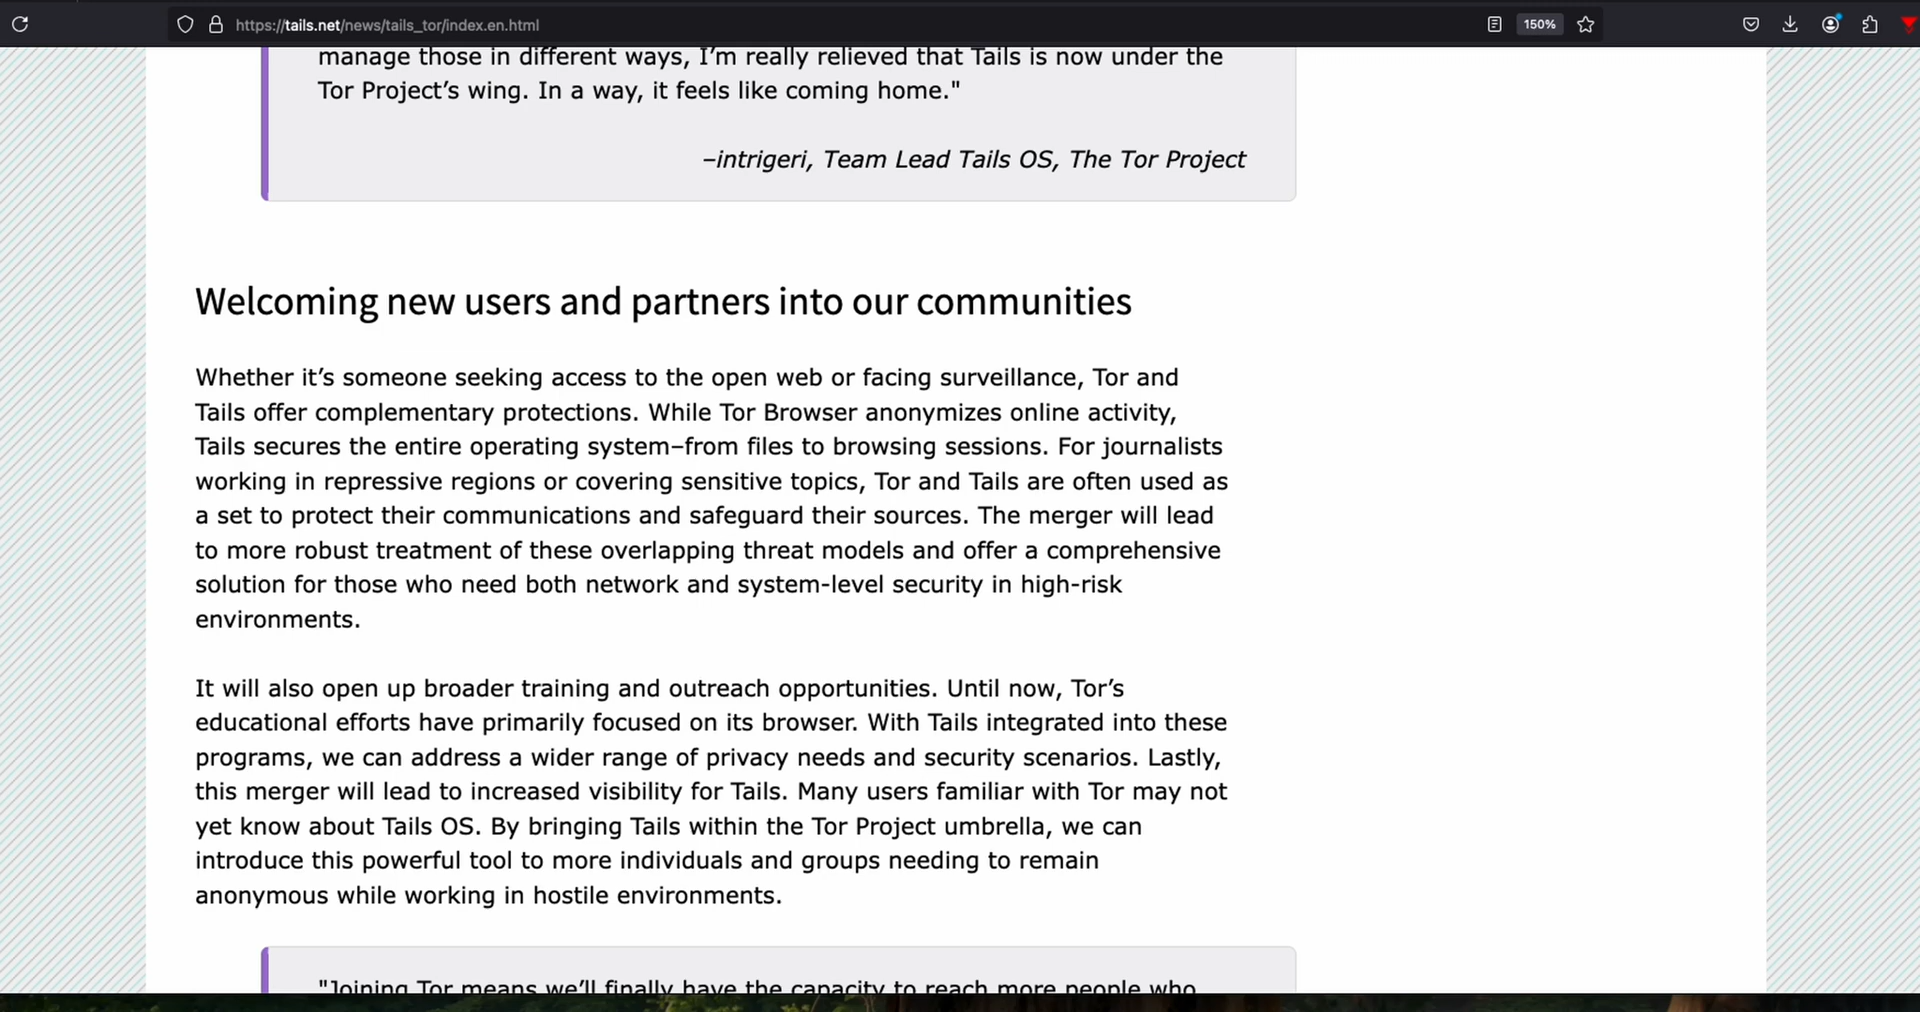 https://tails.net/news/tails_tor/index.en.html
150%
manage those in different ways, I’m really relieved that Tails is now under the
Tor Project’s wing. In a way, it feels like coming home."
–intrigeri, Team Lead Tails OS, The Tor Project
Welcoming new users and partners into our communities
Whether it’s someone seeking access to the open web or facing surveillance, Tor and
Tails offer complementary protections. While Tor Browser anonymizes online activity,
Tails secures the entire operating system–from files to browsing sessions. For journalists
working in repressive regions or covering sensitive topics, Tor and Tails are often used as
a set to protect their communications and safeguard their sources. The merger will lead
to more robust treatment of these overlapping threat models and offer a comprehensive
solution for those who need both network and system-level security in high-risk
environments.
It will also open up broader training and outreach opportunities. Until now, Tor’s
educational efforts have primarily focused on its browser. With Tails integrated into these
programs, we can address a wider range of privacy needs and security scenarios. Lastly,
this merger will lead to increased visibility for Tails. Many users familiar with Tor may not
yet know about Tails OS. By bringing Tails within the Tor Project umbrella, we can
introduce this powerful tool to more individuals and groups needing to remain
anonymous while working in hostile environments.
"Joining Tor means we’ll finally have the capacity to reach more people who